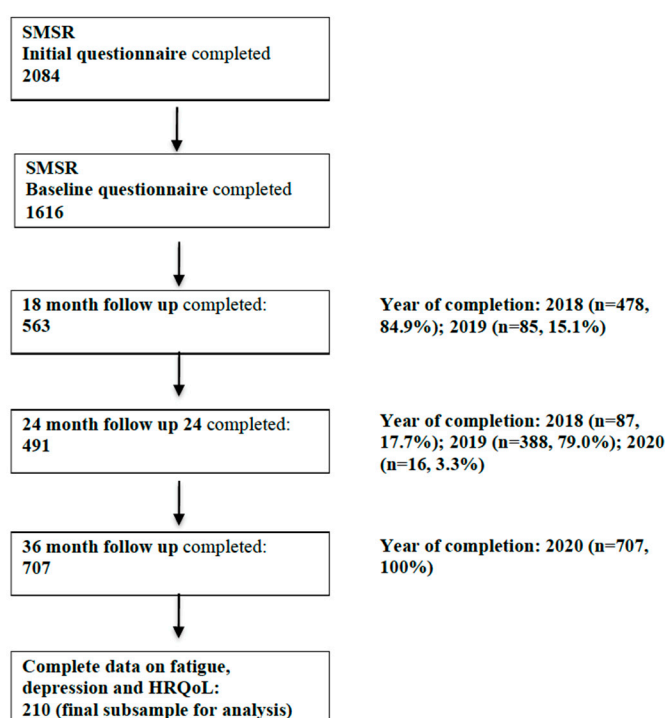 SMSR
Initial questionnaire completed
2084
SMSR
Baseline questionnaire completed
1616
18 month follow up completed:
563
Year of completion: 2018 (n=478,
84.9%); 2019 (n=85, 15.1%)
24 month follow up 24 completed:
491
Year of completion: 2018 (n=87,
17.7%); 2019 (n=388, 79.0%); 2020
(n=16, 3.3%)
36 month follow up completed:
707
Year of completion: 2020 (n=707,
100%)
Complete data on fatigue,
depression and HRQoL:
210 (final subsample for analysis)